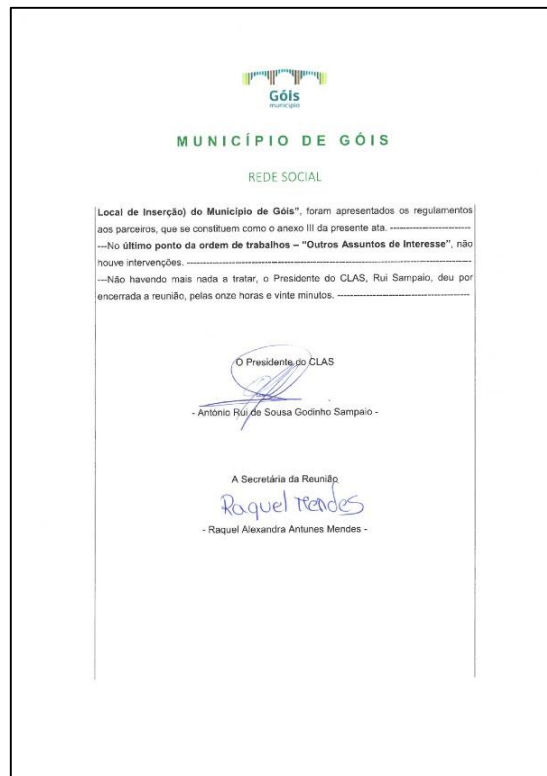 Góis
município
MUNICÍPIO DE GÓIS
REDE SOCIAL
Local de Inserção) do Município de Góis", foram apresentados os regulamentos
aos parceiros, que se constituem como o anexo III da presente ata. --------------------------
---No último ponto da ordem de trabalhos – "Outros Assuntos de Interesse", não
houve intervenções. --------------------------------------------------------------------------------
---Não havendo mais nada a tratar, o Presidente do CLAS, Rui Sampaio, deu por
encerrada a reunião, pelas onze horas e vinte minutos. -------------------------------------
O Presidente do CLAS
- António Rui de Sousa Godinho Sampaio -
A Secretária da Reunião
Raquel Mendes
- Raquel Alexandra Antunes Mendes -